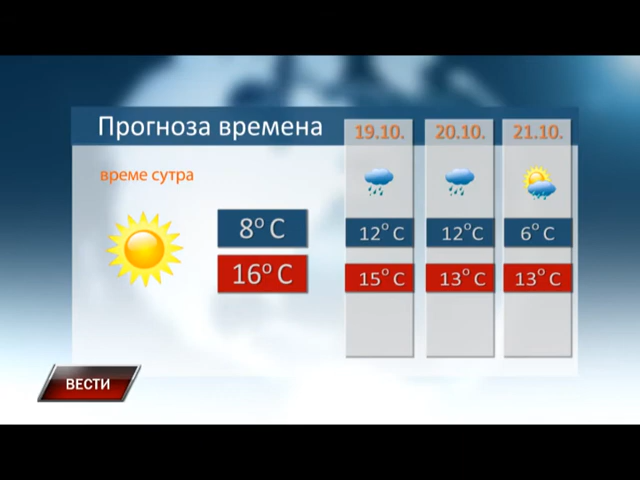 Прогноза времена
време сутра
8° C
16° C
19.10.
12° C
15° C
20.10.
12°C
13° C
21.10.
6° C
13° C
ВЕСТИ